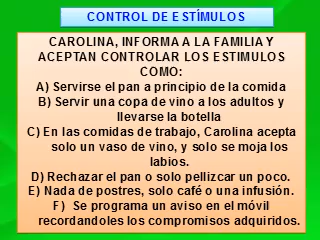 CONTROL DE ESTÍMULOS
CAROLINA, INFORMA A LA FAMILIA Y
ACEPTAN CONTROLAR LOS ESTIMULOS
COMO:
A) Servirse el pan a principio de la comida
B) Servir una copa de vino a los adultos y
llevarse la botella
C) En las comidas de trabajo, Carolina acepta
solo un vaso de vino, y solo se moja los
labios.
D) Rechazar el pan o solo pellizcar un poco.
E) Nada de postres, solo café o una infusión.
F) Se programa un aviso en el móvil
recordandoles los compromisos adquiridos.